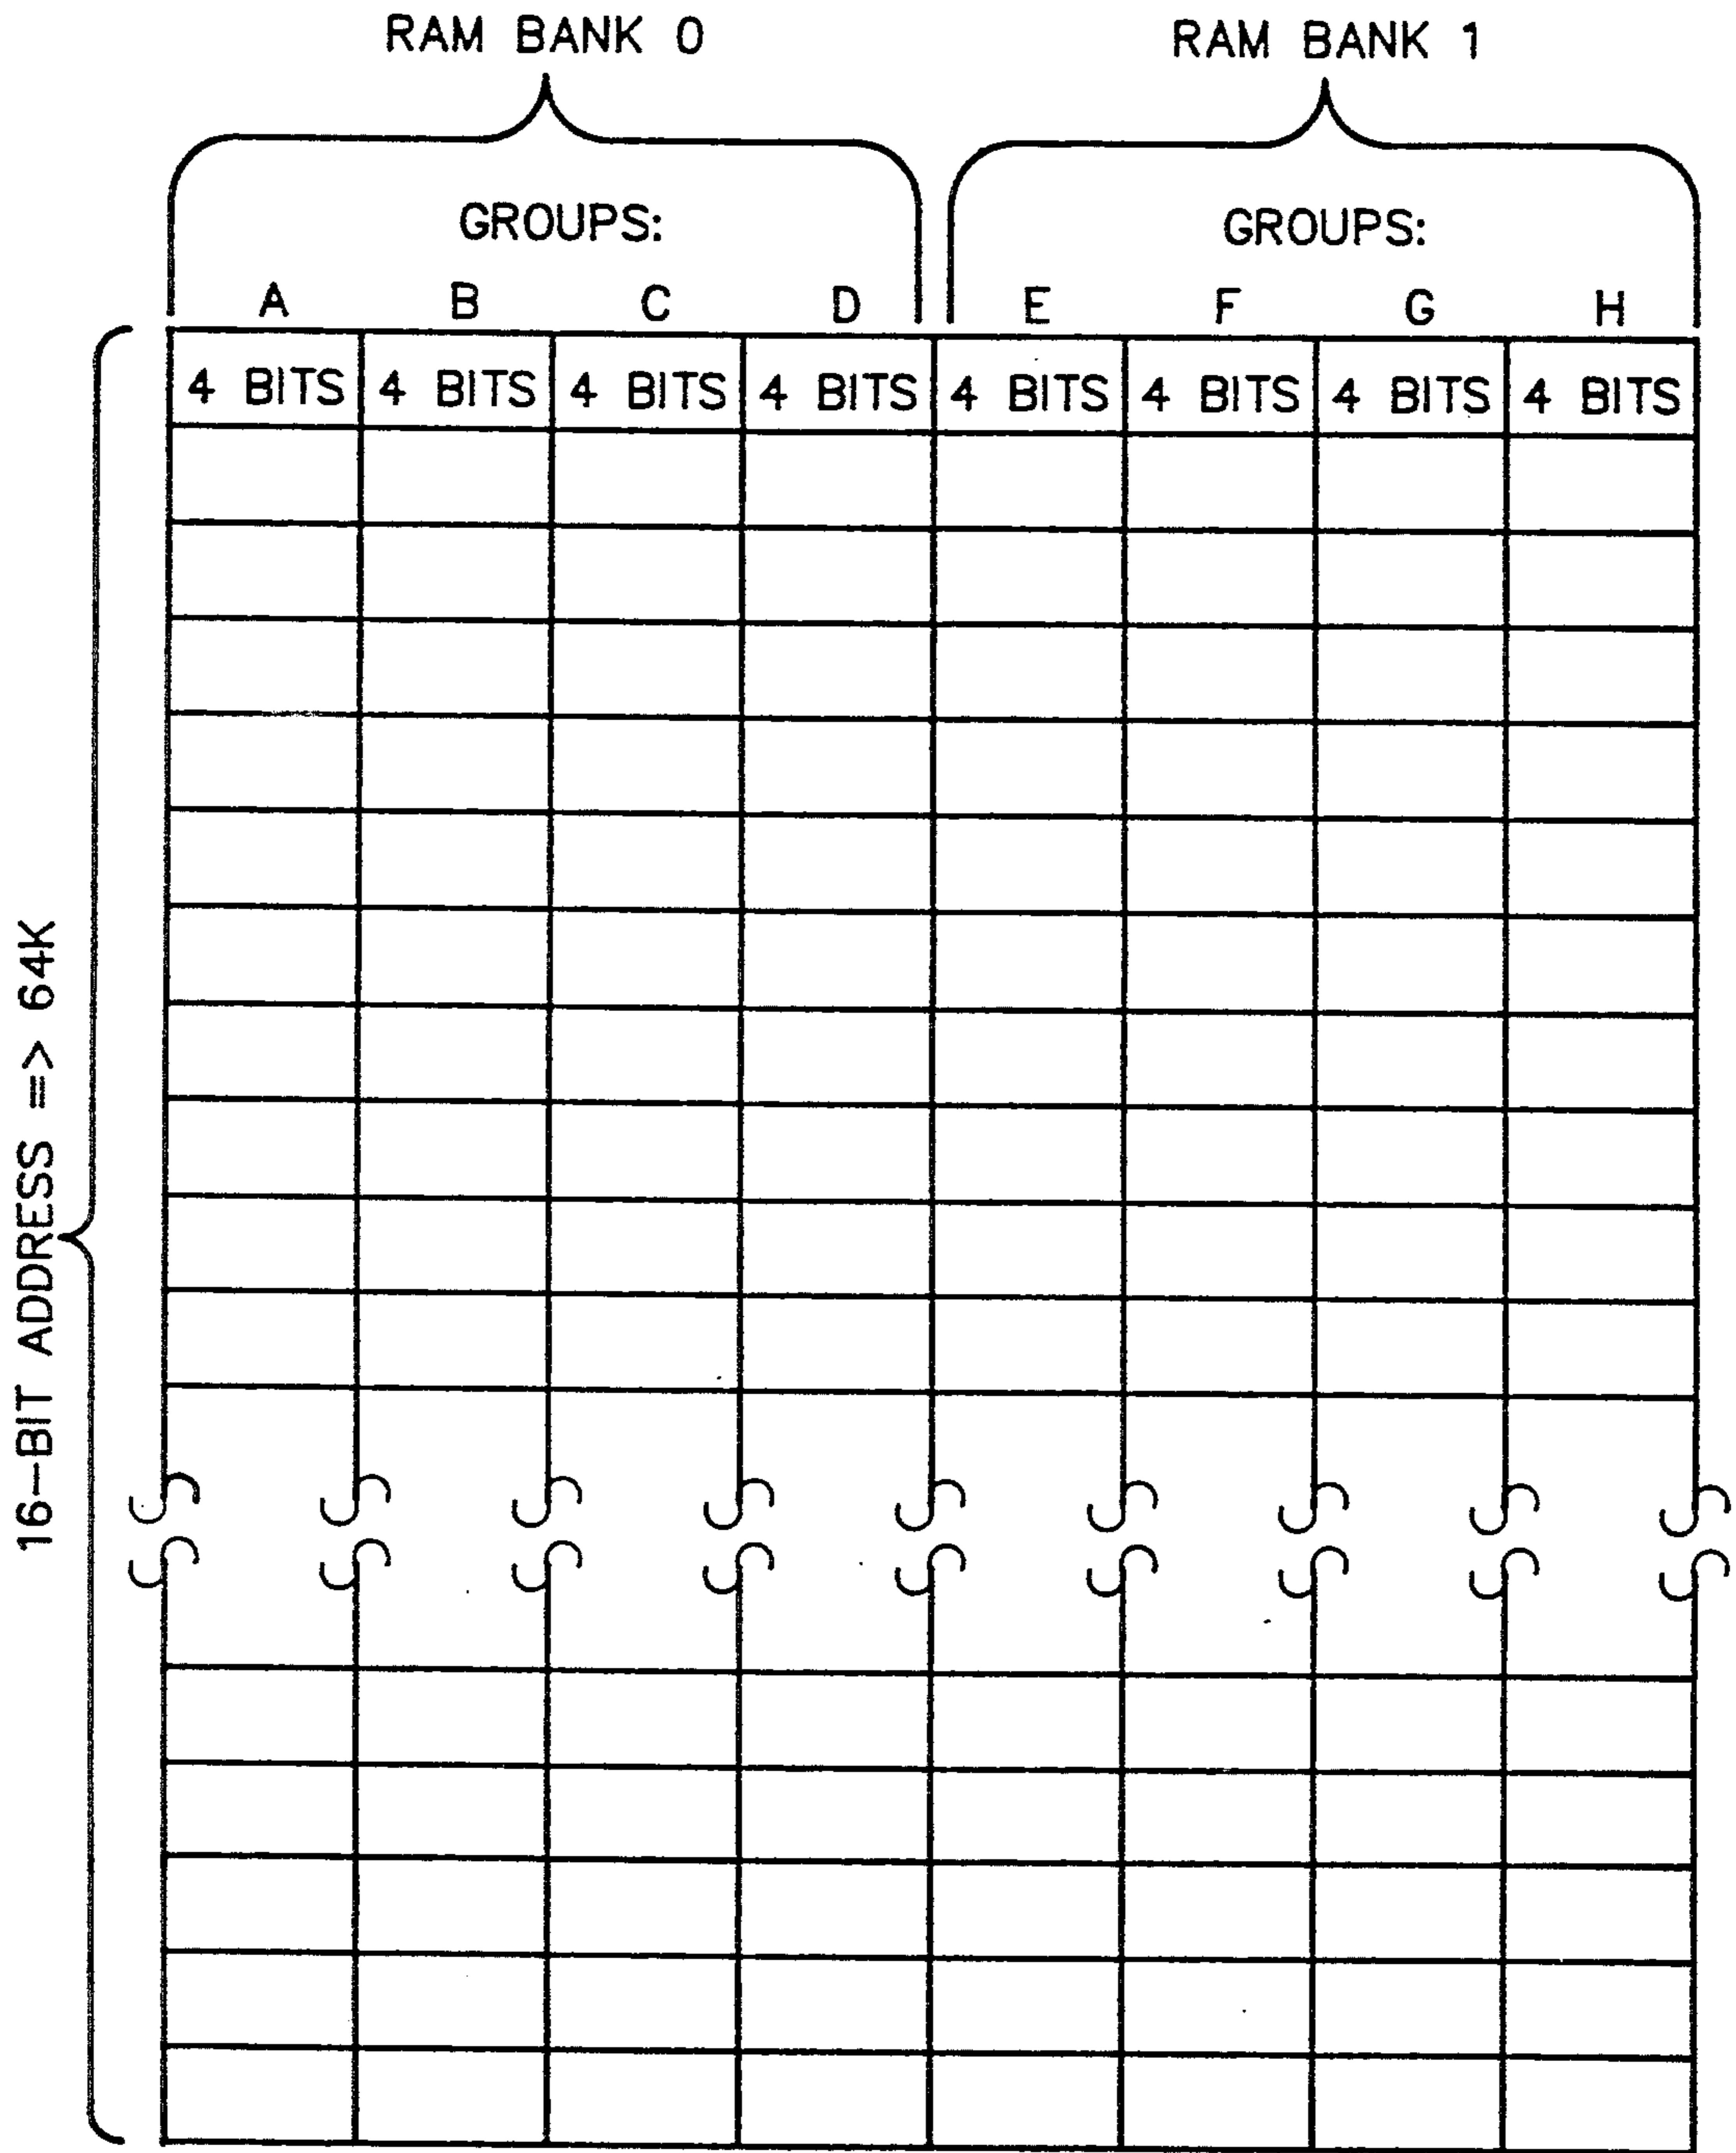 RAM BANK 0 RAM BANK 1
GROUPS: GROUPS:
A B C D E F G H
4 BITS 4 BITS 4 BITS 4 BITS 4 BITS 4 BITS 4 BITS 4 BITS
16-BIT ADDRESS => 64K